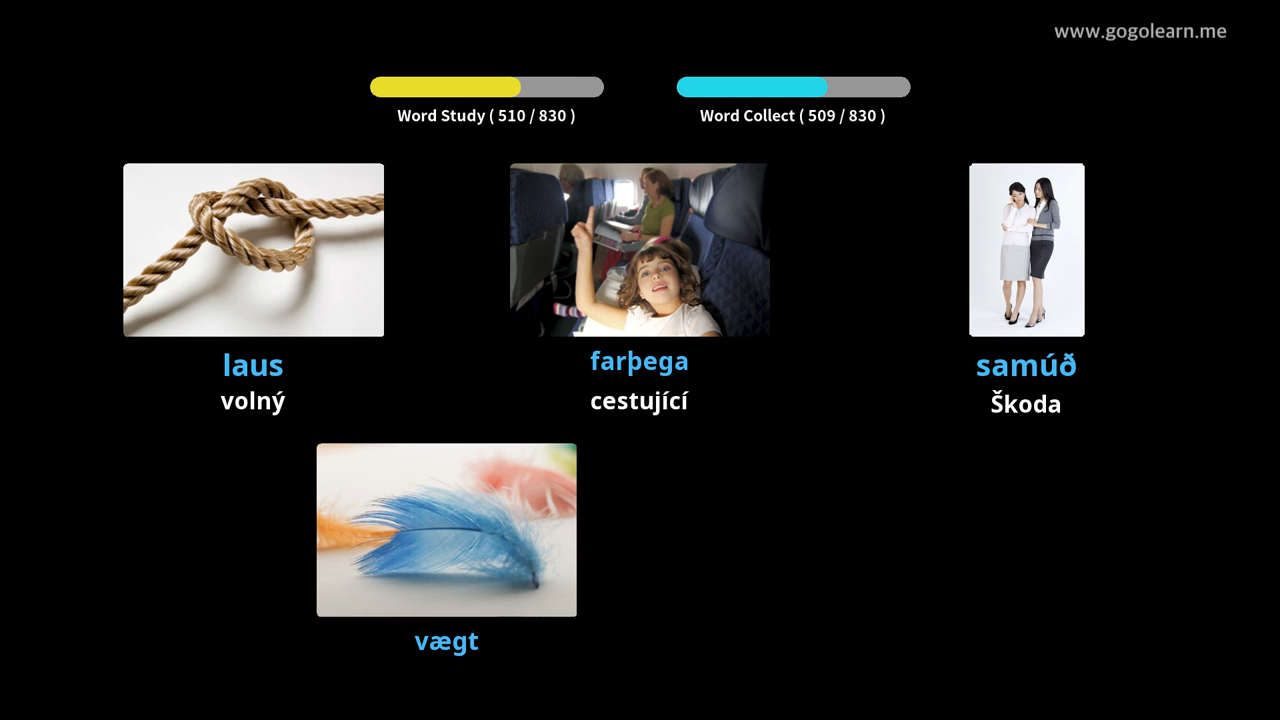 www.gogolearn.me
Word Study ( 510 / 830 )
Word Collect ( 509 / 830 )
laus
volný
farþega
cestující
samúð
Škoda
vægt